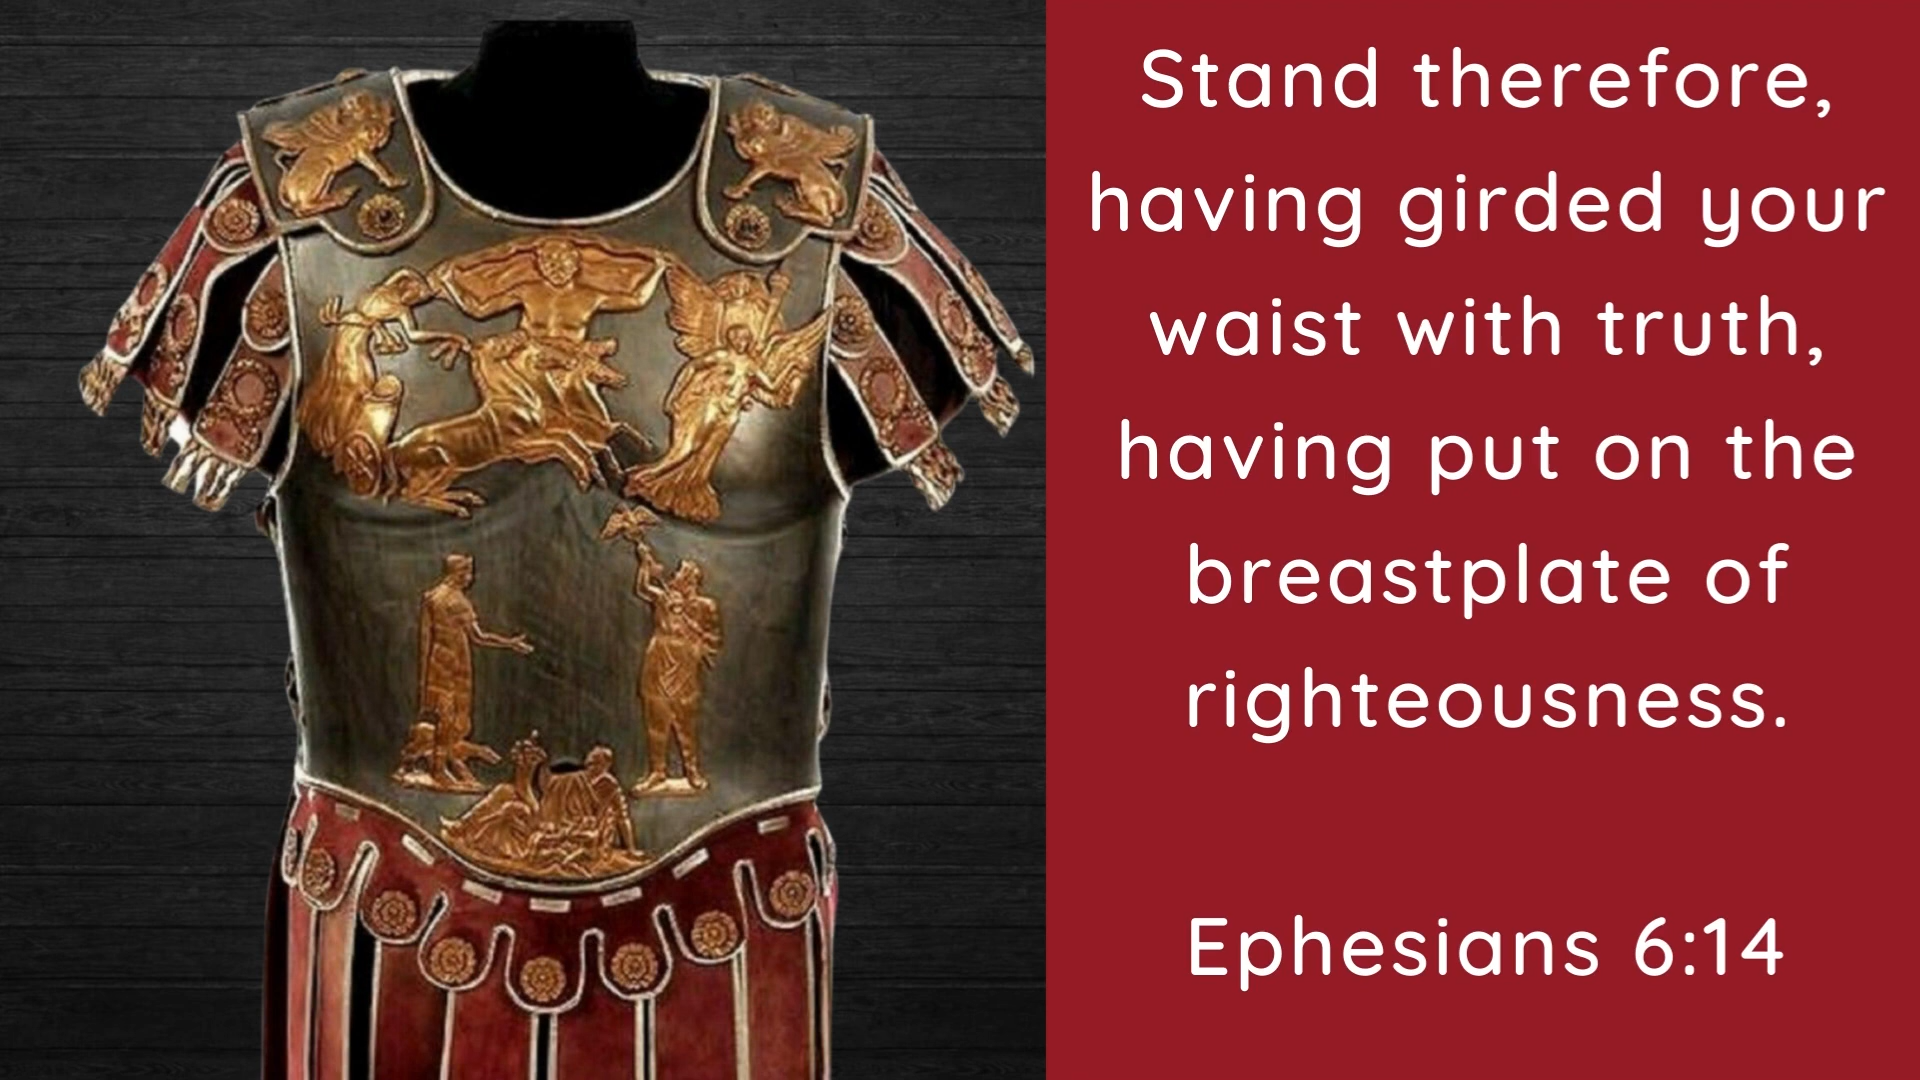 Stand therefore,
having girded your
waist with truth,
having put on the
breastplate of
righteousness.
Ephesians 6:14